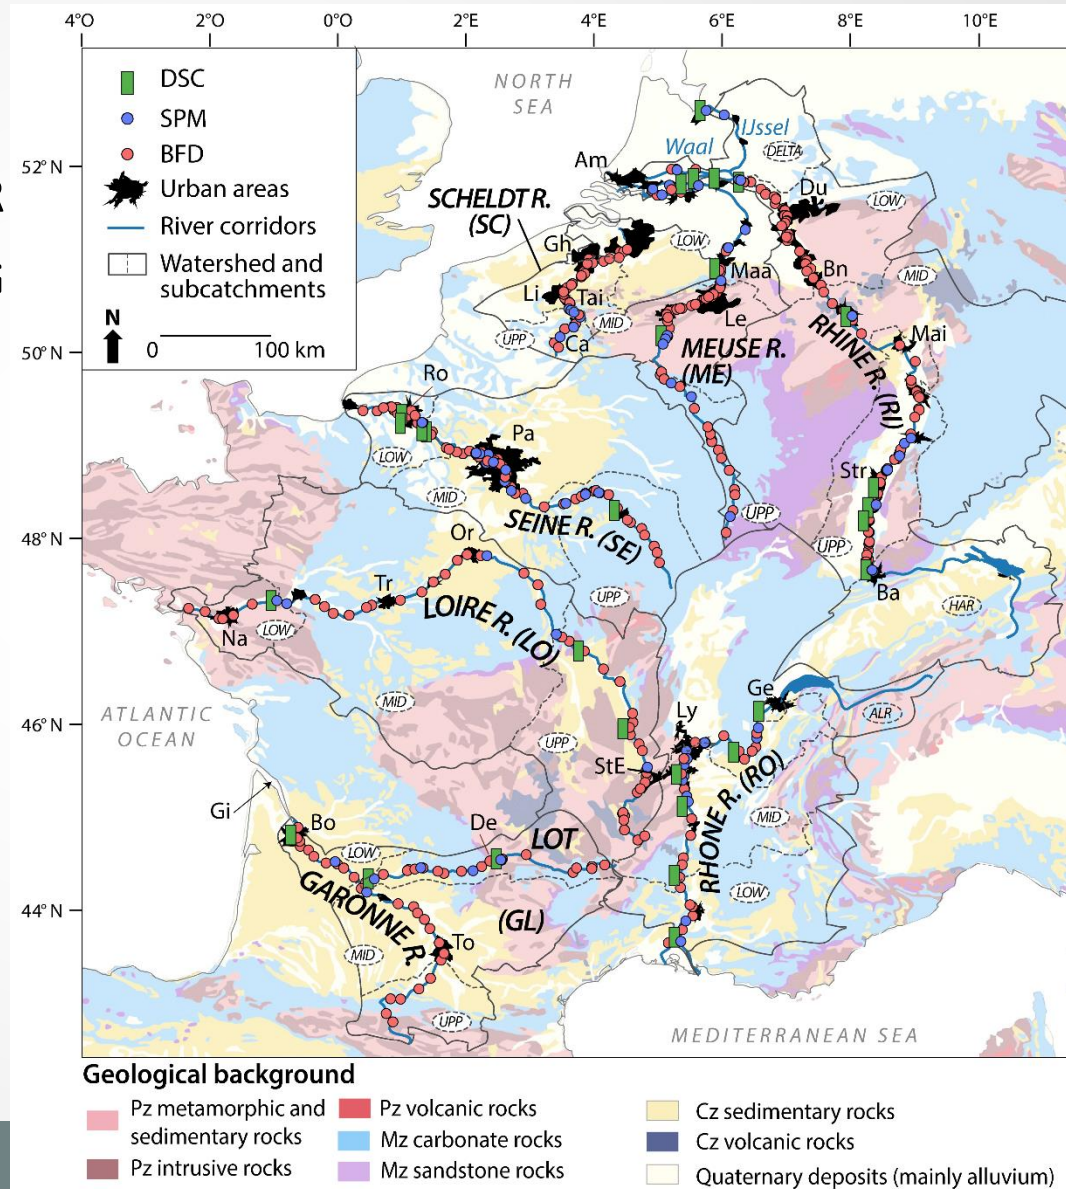 4°O 2°O 0°O 2°E 4°E 6°E 8°E 10°E
52°N
50°N
48°N
46°N
44°N
DSC
SPM
BFD
Urban areas
River corridors
Watershed and
subcatchments
N
0 100 km
NORTH
SEA
IJssel
Waal
DELTA
Am
Du
SCHELDT R.
(SC)
LOW
Gh
LOW
Maa
Bn
MID
Li
Tai
Le
MID
UPP
Ca
MEUSE R.
(ME)
RHINE R. (RI)
Mai
Ro
Pa
LOW
MID
Str
SEINE R. (SE)
UPP
UPP
Or
UPP
Ba
HAR
Tr
LOIRE R. (LO)
Na
LOW
ATLANTIC
OCEAN
MID
UPP
Ge
ALR
Ly
StE
RHONE R. (RO)
MID
Gi
Bo
De
LOT
LOW
LOW
GARONNE R.
(GL)
To
MID
UPP
MEDITERRANEAN SEA
Geological background
Pz metamorphic and
sedimentary rocks
Pz intrusive rocks
Pz volcanic rocks
Mz carbonate rocks
Mz sandstone rocks
Cz sedimentary rocks
Cz volcanic rocks
Quaternary deposits (mainly alluvium)